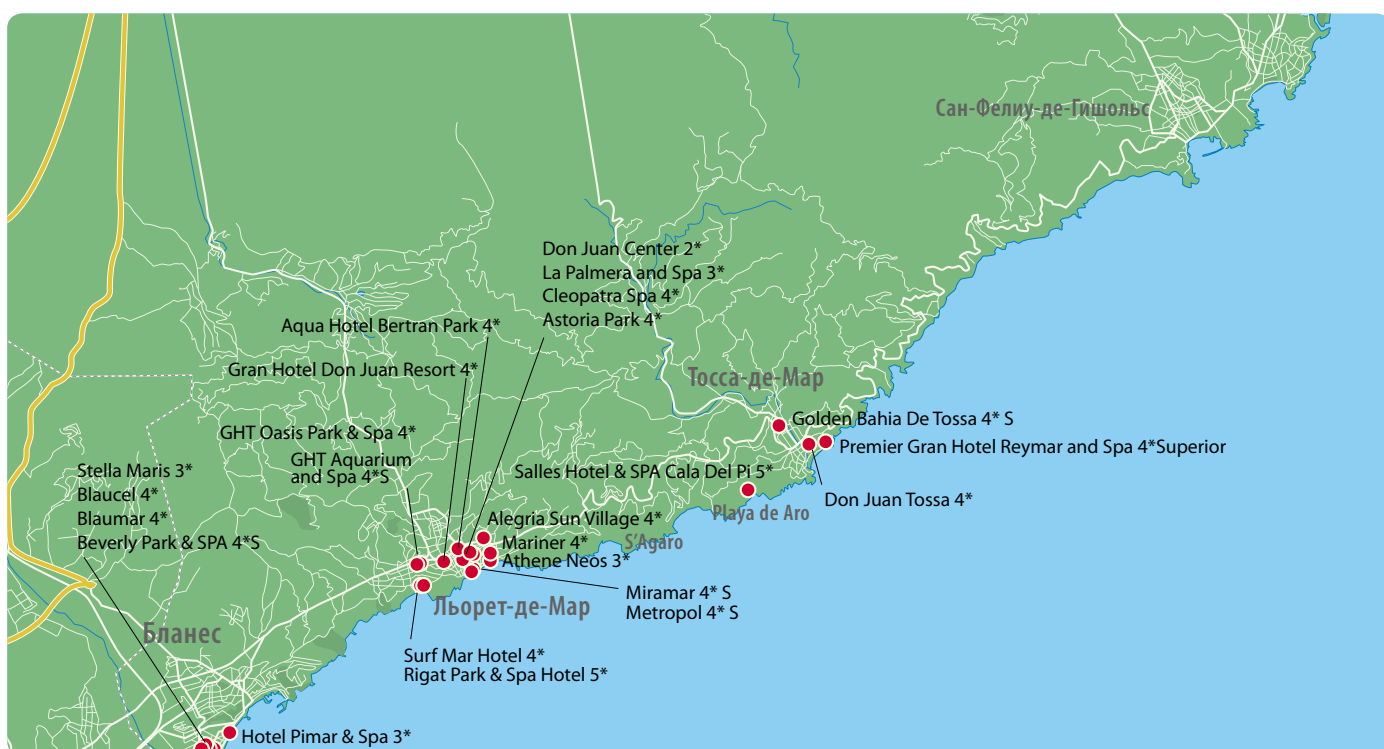 Сан-Фелиу-де-Гишольс
Don Juan Center 2*
La Palmera and Spa 3*
Cleopatra Spa 4*
Astoria Park 4*
Aqua Hotel Bertran Park 4*
Gran Hotel Don Juan Resort 4*
Тосса-де-Мар
Golden Bahia De Tossa 4* S
Premier Gran Hotel Reymar and Spa 4*Superior
Don Juan Tossa 4*
GHT Oasis Park & Spa 4*
GHT Aquarium
and Spa 4*S
Salles Hotel & SPA Cala Del Pi 5*
Playa de Aro
S'Agaro
Stella Maris 3*
Blaucel 4*
Blaumar 4*
Beverly Park & SPA 4*S
Alegria Sun Village 4*
Mariner 4*
Athene Neos 3*
Miramar 4* S
Metropol 4* S
Льорет-де-Мар
Бланес
Surf Mar Hotel 4*
Rigat Park & Spa Hotel 5*
Hotel Pimar & Spa 3*